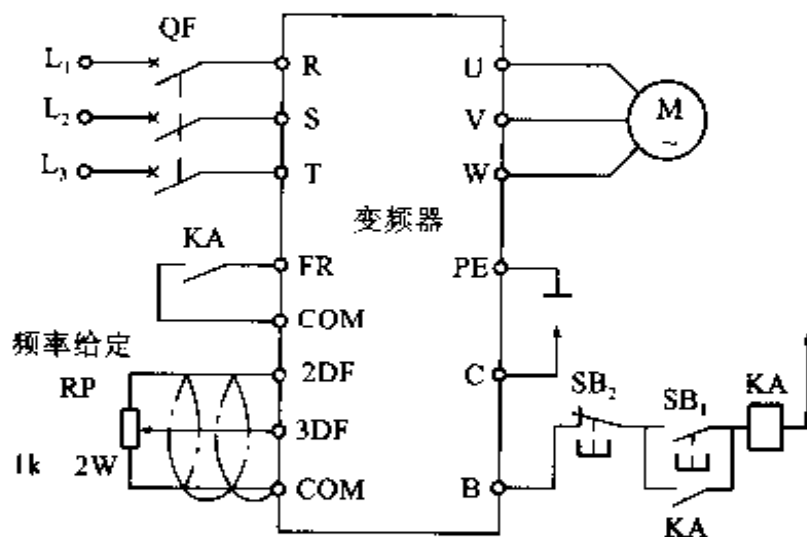 QF
L₁
R
U
L₂
S
V
M
~
L₃
T
W
变频器
KA
FR
PE
COM
频率给定
2DF
C
RP
SB₂
SB₁
KA
3DF
1k 2W
COM
B
KA